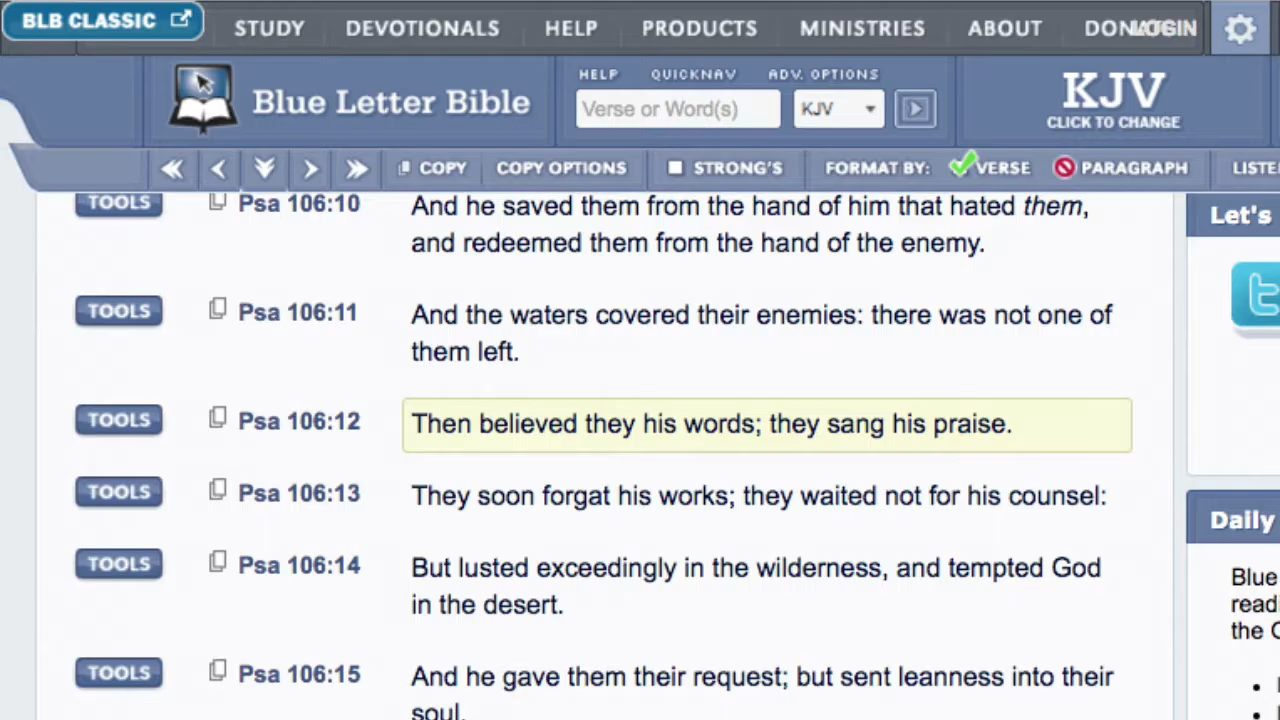 BLB CLASSIC
STUDY DEVOTIONALS HELP PRODUCTS MINISTRIES ABOUT LOGIN
Blue Letter Bible
HELP QUICKNAV ADV. OPTIONS
Verse or Word(s) KJV
KJV
CLICK TO CHANGE
COPY COPY OPTIONS STRONG'S FORMAT BY: VERSE PARAGRAPH
TOOLS Psa 106:10 And he saved them from the hand of him that hated them,
and redeemed them from the hand of the enemy.
TOOLS Psa 106:11 And the waters covered their enemies: there was not one of
them left.
TOOLS Psa 106:12 Then believed they his words; they sang his praise.
TOOLS Psa 106:13 They soon forgat his works; they waited not for his counsel:
TOOLS Psa 106:14 But lusted exceedingly in the wilderness, and tempted God
in the desert.
TOOLS Psa 106:15 And he gave them their request; but sent leanness into their
soul.
Let's
Daily
Blue
the